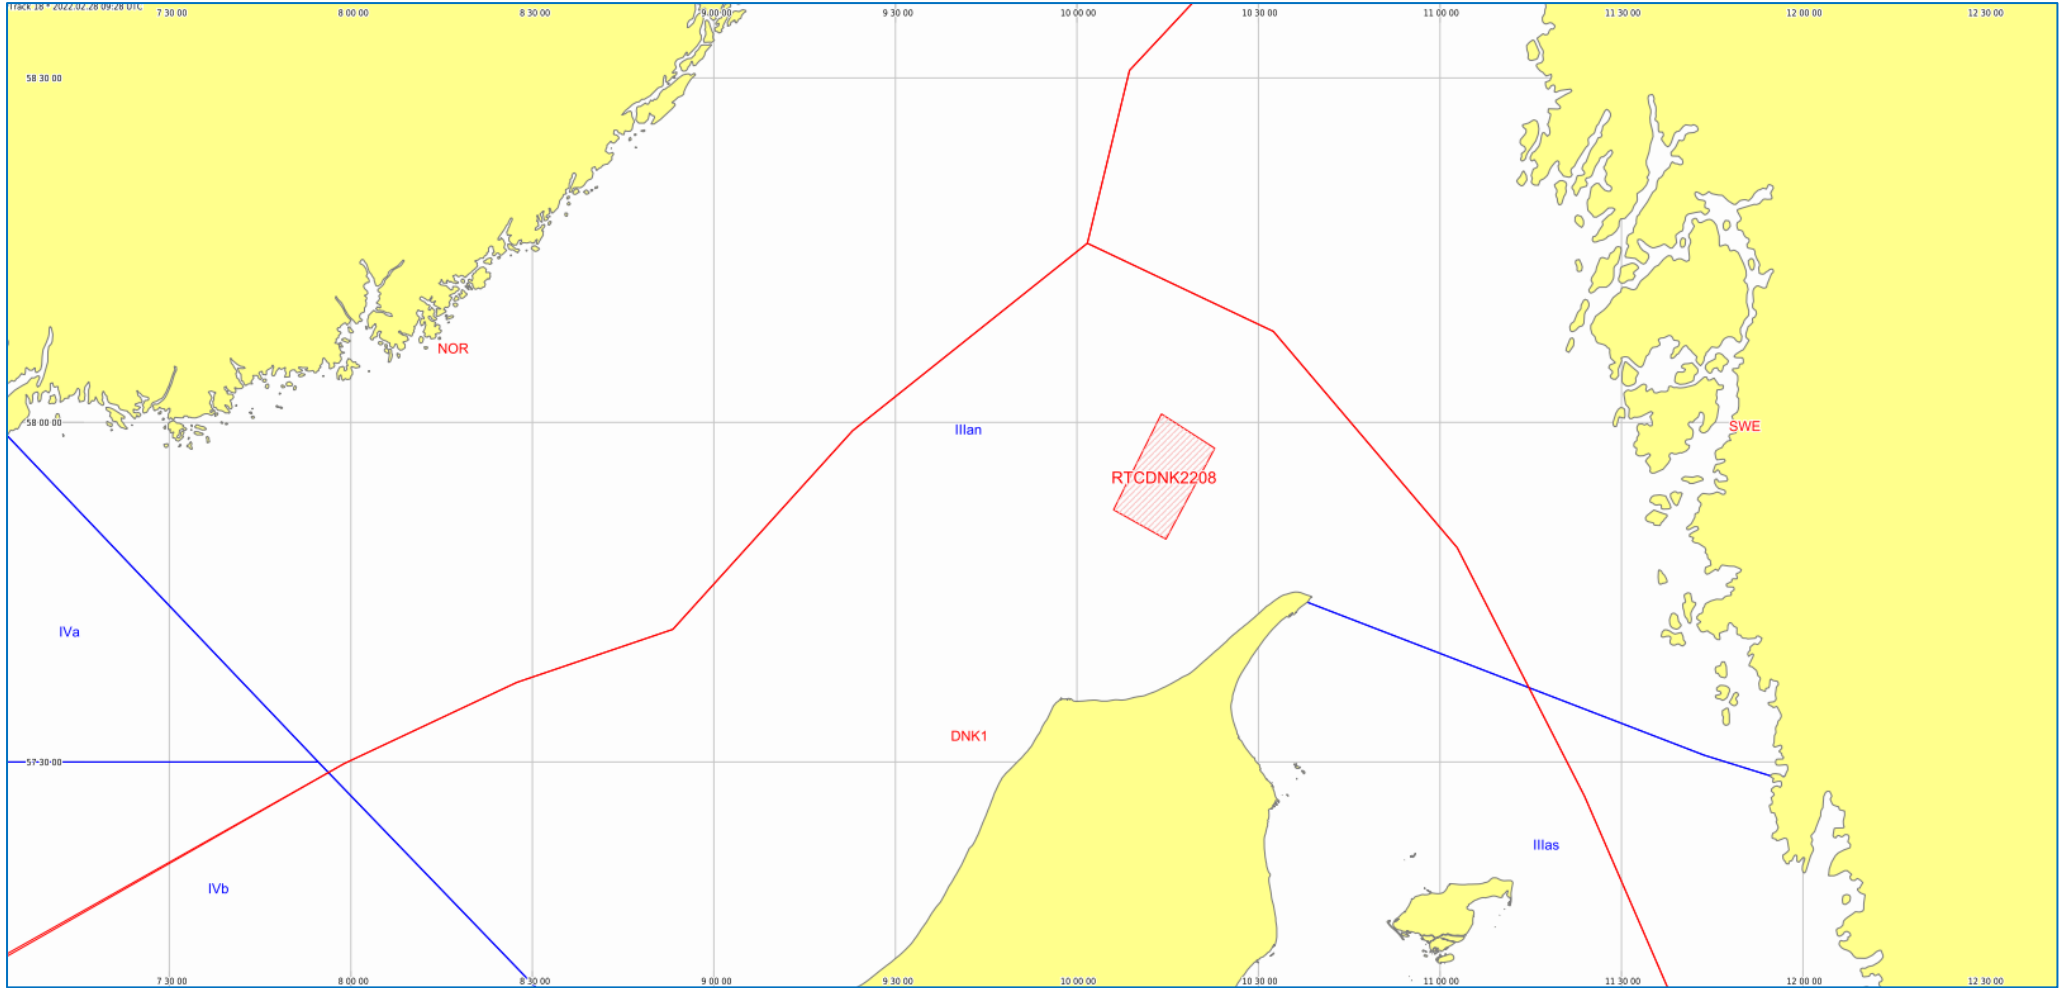 Track 18 * 2022.02.28 09:28 UTC
7 30 00
8 00 00
8 30 00
9 00 00
9 30 00
10 00 00
10 30 00
11 00 00
11 30 00
12 00 00
12 30 00
58 30 00
NOR
58 00 00
IIIan
SWE
RTCDNK2208
IVa
DNK1
57 30 00
IIIas
IVb
7 30 00
8 00 00
8 30 00
9 00 00
9 30 00
10 00 00
10 30 00
11 00 00
11 30 00
12 00 00
12 30 00